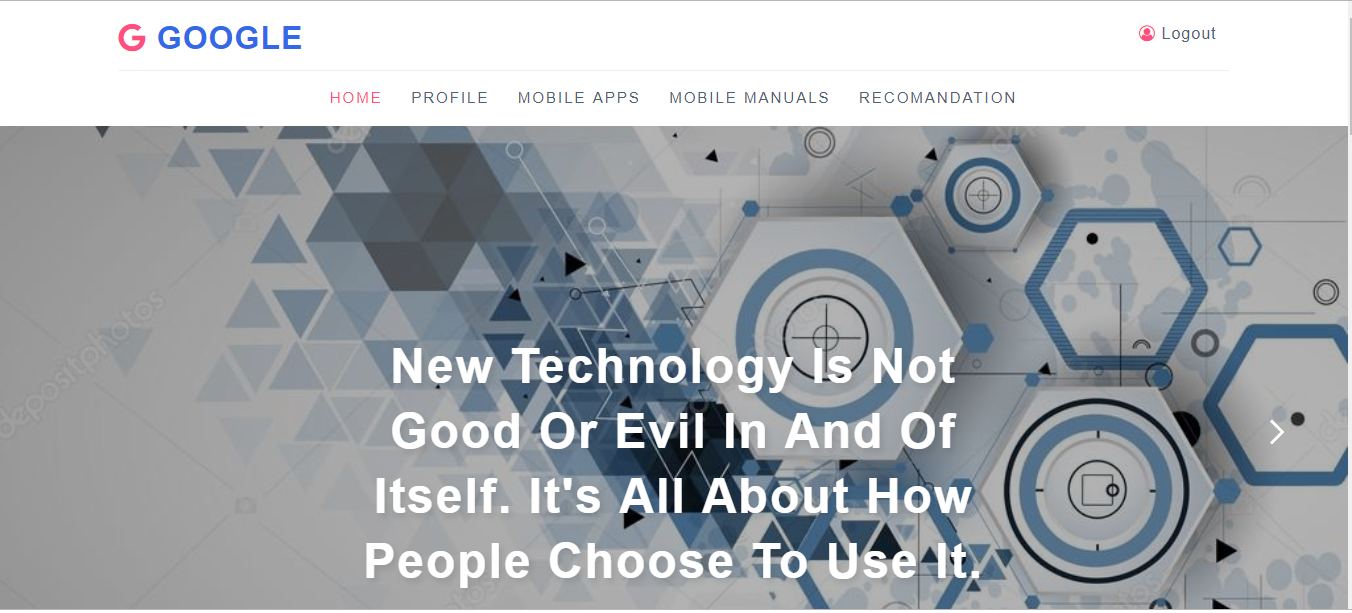 G GOOGLE
Logout
HOME PROFILE MOBILE APPS MOBILE MANUALS RECOMANDATION
depositphotos
New Technology Is Not
Good Or Evil In And Of
Itself. It's All About How
People Choose To Use It.